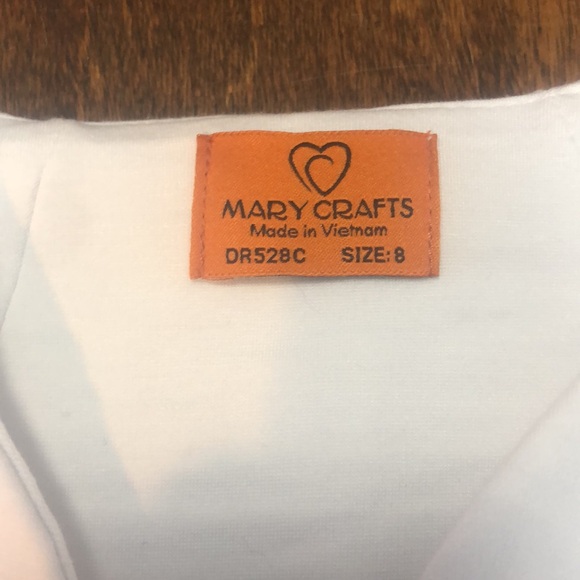 MARY CRAFTS
Made in Vietnam
DR528C SIZE: 8